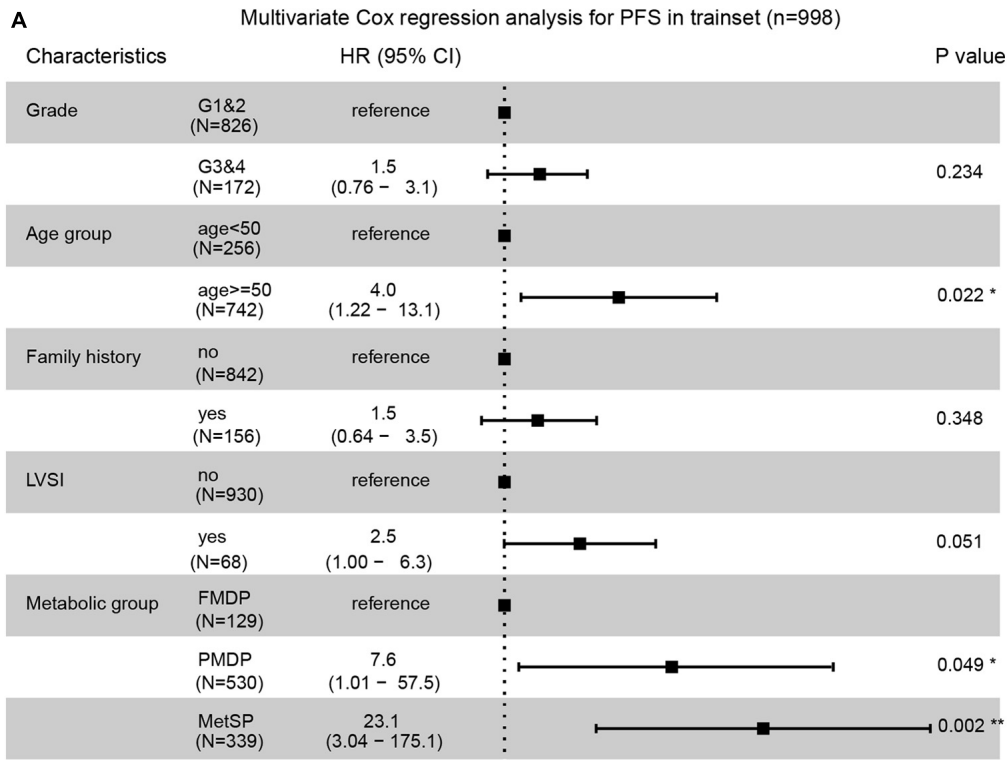 A
Multivariate Cox regression analysis for PFS in trainset (n=998)
Characteristics HR (95% CI) P value
Grade G1&2 (N=826) reference
G3&4 (N=172) 1.5 (0.76 − 3.1) 0.234
Age group age<50 (N=256) reference
age>=50 (N=742) 4.0 (1.22 − 13.1) 0.022 *
Family history no (N=842) reference
yes (N=156) 1.5 (0.64 − 3.5) 0.348
LVSI no (N=930) reference
yes (N=68) 2.5 (1.00 − 6.3) 0.051
Metabolic group FMDP (N=129) reference
PMDP (N=530) 7.6 (1.01 − 57.5) 0.049 *
MetSP (N=339) 23.1 (3.04 − 175.1) 0.002 **